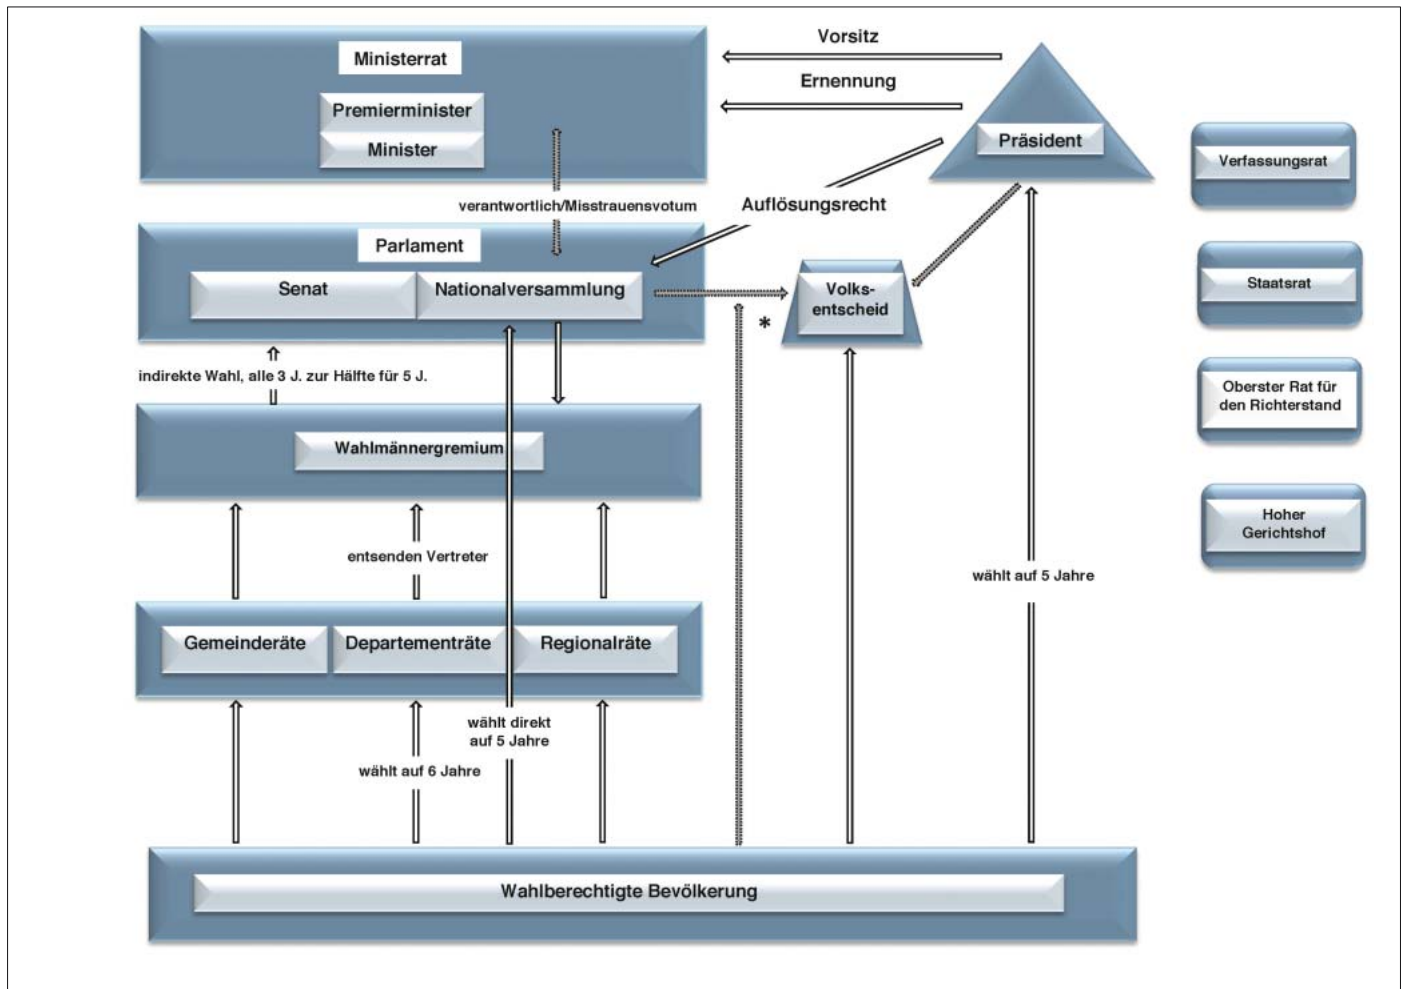 Ministerrat
Premierminister
Minister
Vorsitz
Ernennung
Präsident
Verfassungsrat
verantwortlich/Misstrauensvotum
Auflösungsrecht
Parlament
Senat
Nationalversammlung
Volks-
entscheid
*
Staatsrat
indirekte Wahl, alle 3 J. zur Hälfte für 5 J.
Oberster Rat für
den Richterstand
Wahlmännergremium
Hoher
Gerichtshof
entsenden Vertreter
wählt auf 5 Jahre
Gemeinderäte
Departementräte
Regionalräte
wählt direkt
auf 5 Jahre
wählt auf 6 Jahre
Wahlberechtigte Bevölkerung